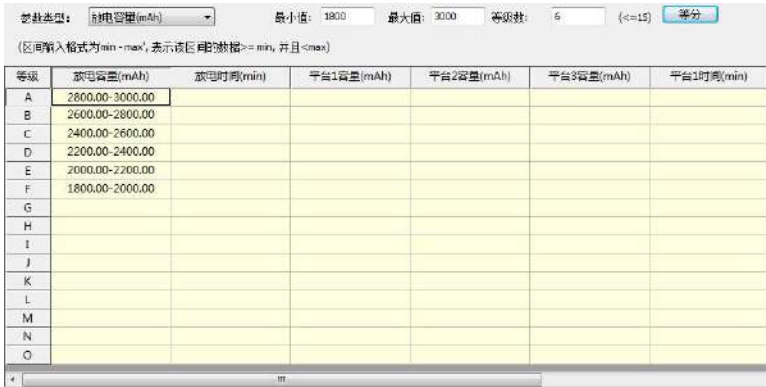 参数类型: 放电容量(mAh) 最小值: 1800 最大值: 3000 等级数: 6 (<=15) 等分
(区间输入格式为'min - max', 表示该区间的数据>= min, 并且<max)
等级 放电容量(mAh) 放电时间(min) 平台1容量(mAh) 平台2容量(mAh) 平台3容量(mAh) 平台1时间(min)
A 2800.00-3000.00
B 2600.00-2800.00
C 2400.00-2600.00
D 2200.00-2400.00
E 2000.00-2200.00
F 1800.00-2000.00
G
H
I
J
K
L
M
N
O